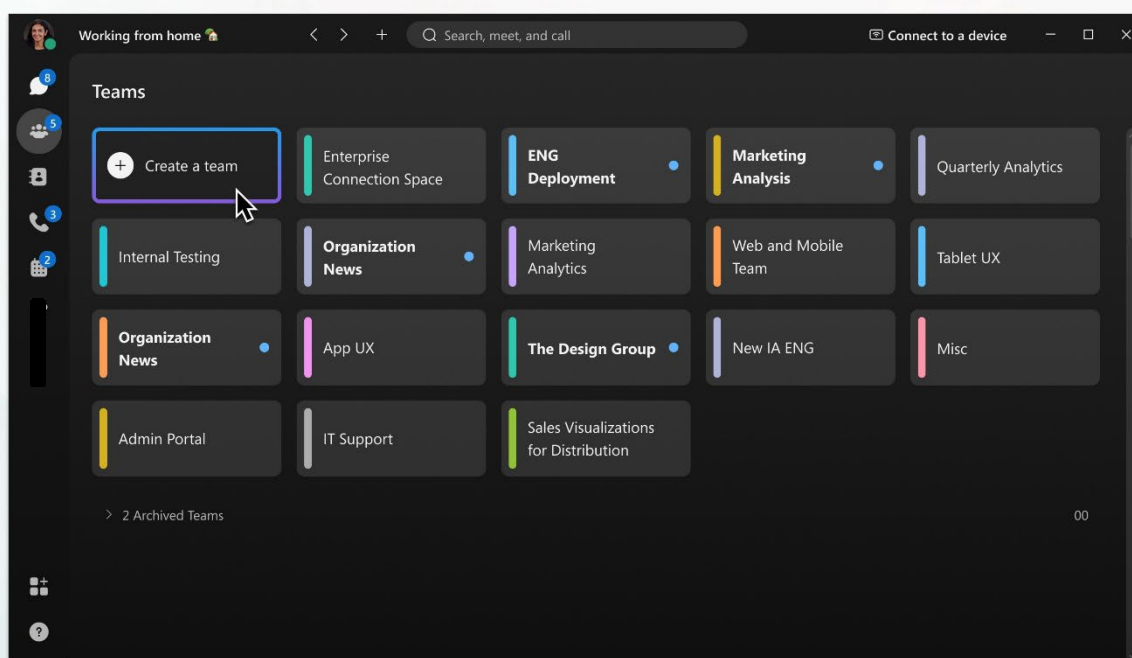 Working from home
Search, meet, and call
Connect to a device
8
5
3
2
Teams
Create a team
Enterprise
Connection Space
ENG
Deployment
Marketing
Analysis
Quarterly Analytics
Internal Testing
Organization
News
Marketing
Analytics
Web and Mobile
Team
Tablet UX
Organization
News
App UX
The Design Group
New IA ENG
Misc
Admin Portal
IT Support
Sales Visualizations
for Distribution
2 Archived Teams
00